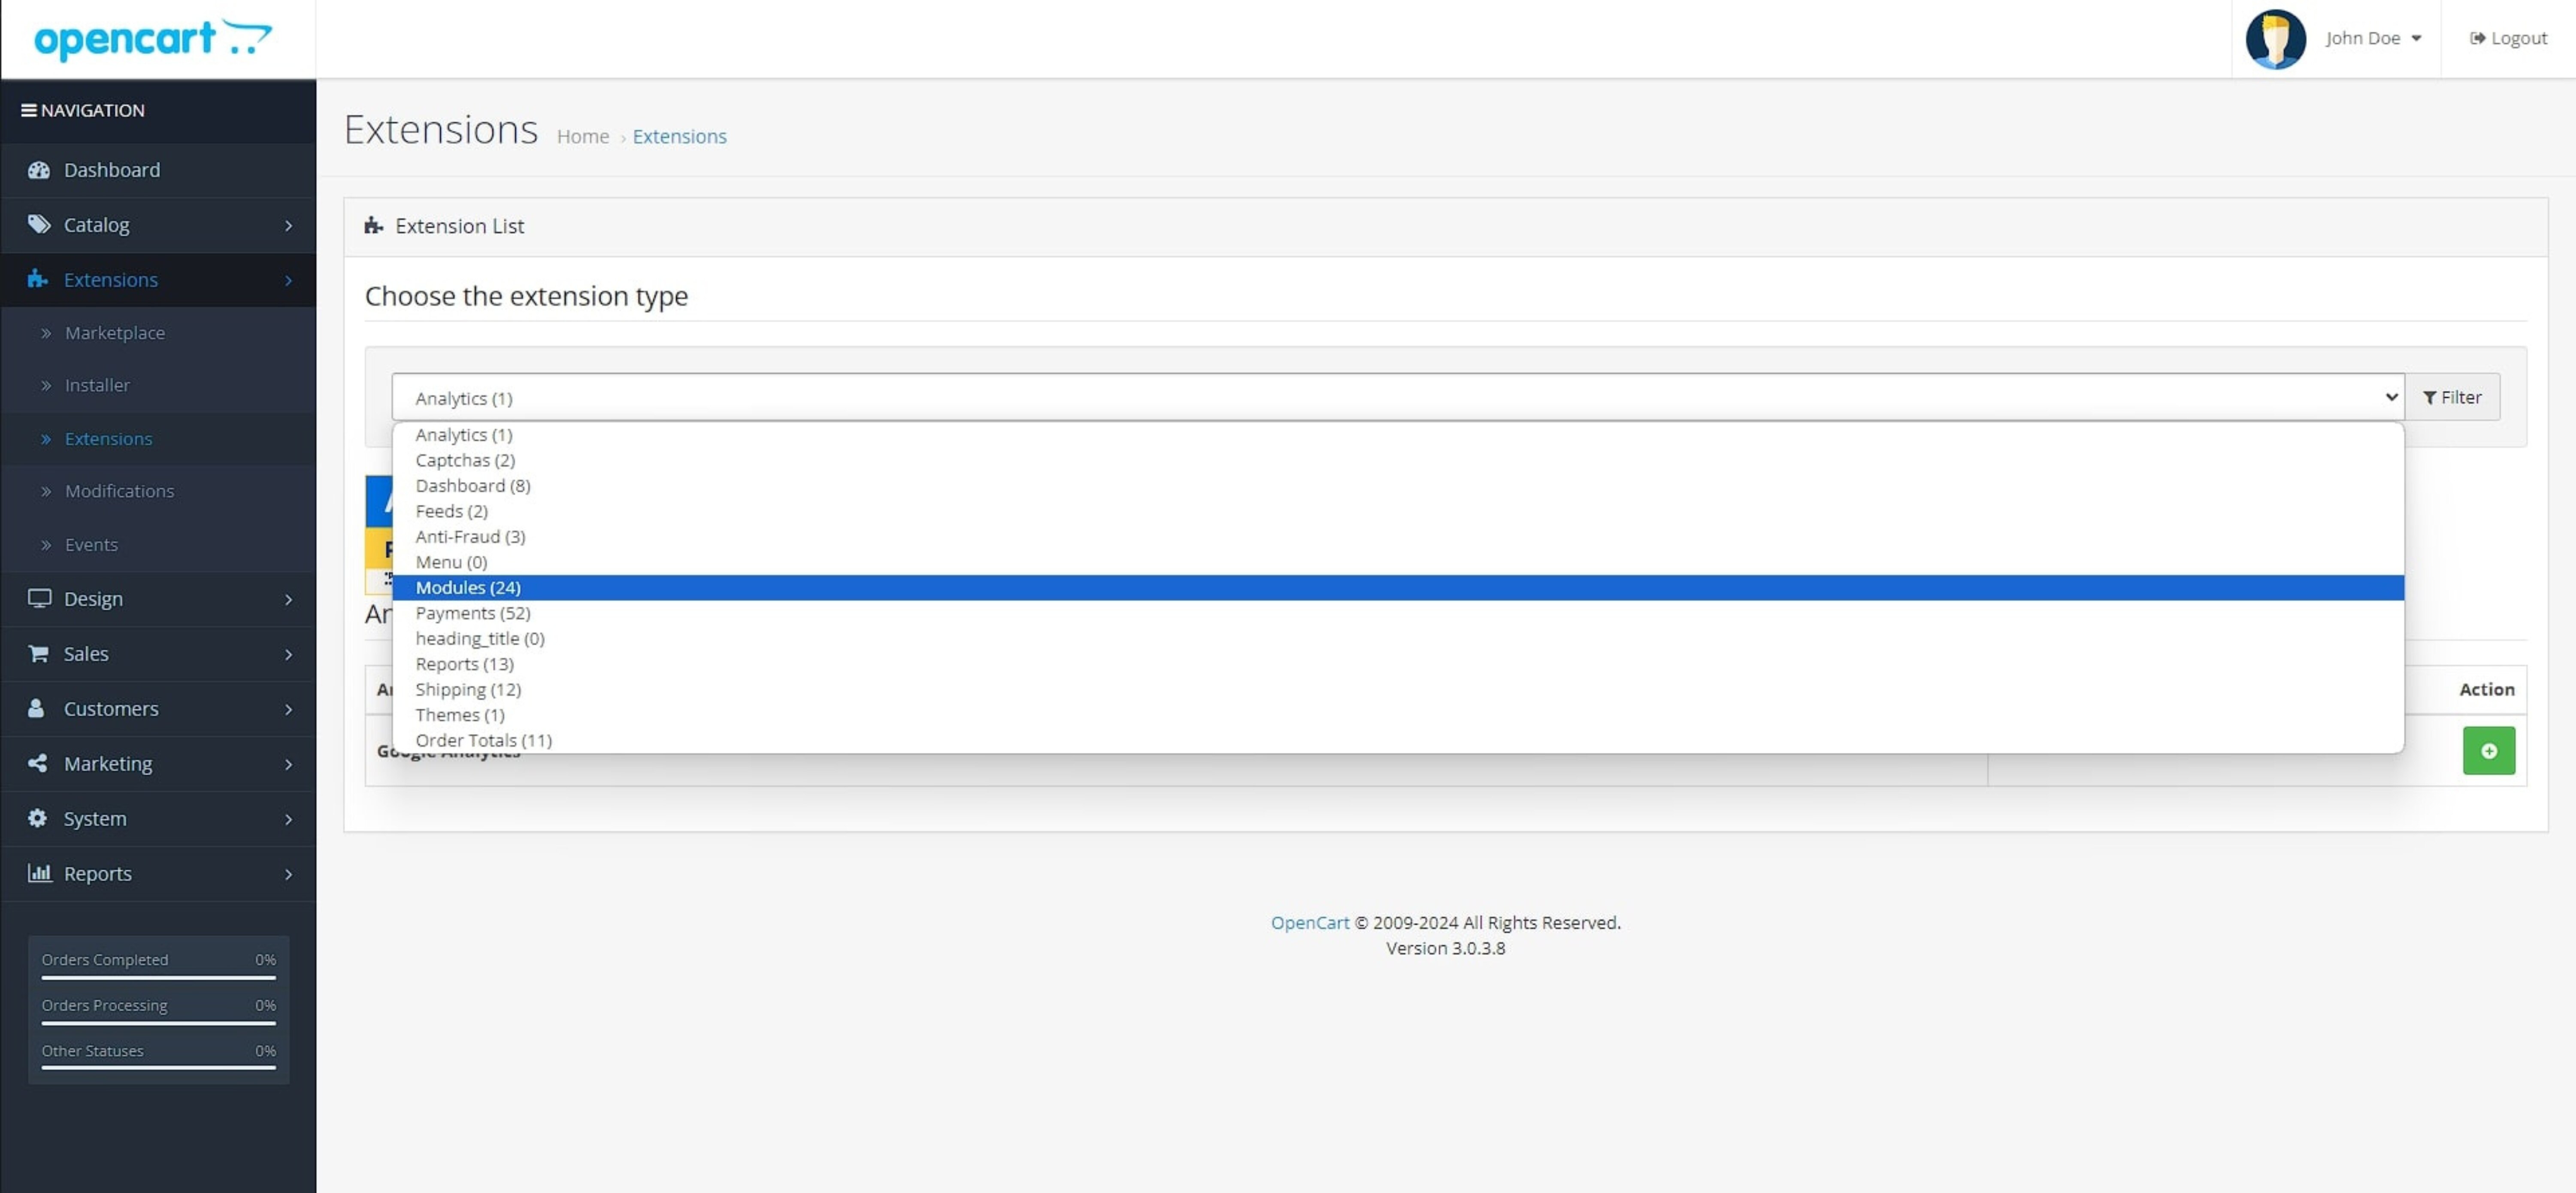 opencart
John Doe
Logout
NAVIGATION
Dashboard
Catalog
Extensions
Marketplace
Installer
Extensions
Modifications
Events
Design
Sales
Customers
Marketing
System
Reports
Orders Completed 0%
Orders Processing 0%
Other Statuses 0%
Extensions Home › Extensions
Extension List
Choose the extension type
Analytics (1)
Filter
Analytics (1)
Captchas (2)
Dashboard (8)
Feeds (2)
Anti-Fraud (3)
Menu (0)
Modules (24)
Payments (52)
heading_title (0)
Reports (13)
Shipping (12)
Themes (1)
Order Totals (11)
Action
Google Analytics
OpenCart © 2009-2024 All Rights Reserved.
Version 3.0.3.8